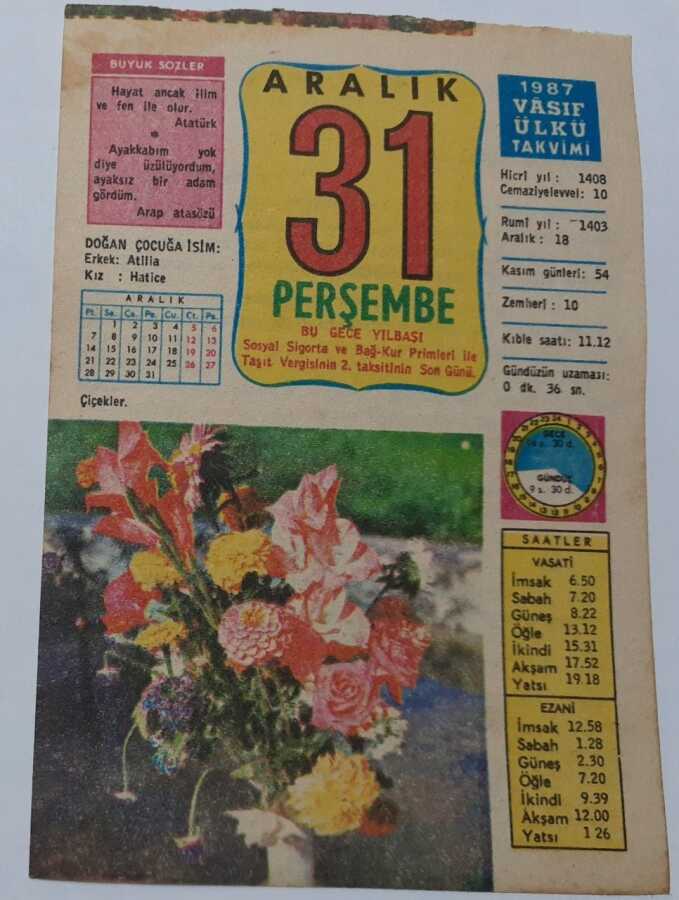 BÜYÜK SÖZLER
Hayat ancak ilim
ve fen ile olur.
Atatürk
*
Ayakkabım yok
diye üzülüyordum,
ayaksız bir adam
gördüm.
Arap atasözü
DOĞAN ÇOCUĞA İSİM:
Erkek: Atilla
Kız : Hatice
ARALIK
Pt. Sa. Ça. Pe. Cu. Ct. Pa.
1 2 3 4 5 6
7 8 9 10 11 12 13
14 15 16 17 18 19 20
21 22 23 24 25 26 27
28 29 30 31
ARALIK
31
PERŞEMBE
BU GECE YILBAŞI
Sosyal Sigorta ve Bağ-Kur Primleri ile
Taşıt Vergisinin 2. taksitinin Son Günü.
1987
VÂSIF
ÜLKÜ
TAKVİMİ
Hicrî yıl : 1408
Cemaziyelevvel: 10
Rumî yıl : 1403
Aralık : 18
Kasım günleri: 54
Zemheri : 10
Kıble saati: 11.12
Gündüzün uzaması:
0 dk. 36 sn.
GECE
14 s. 30 d.
GÜNDÜZ
9 s. 30 d.
Çiçekler.
SAATLER
VASATİ
İmsak 6.50
Sabah 7.20
Güneş 8.22
Öğle 13.12
İkindi 15.31
Akşam 17.52
Yatsı 19.18
EZANİ
İmsak 12.58
Sabah 1.28
Güneş 2.30
Öğle 7.20
İkindi 9.39
Akşam 12.00
Yatsı 1 26